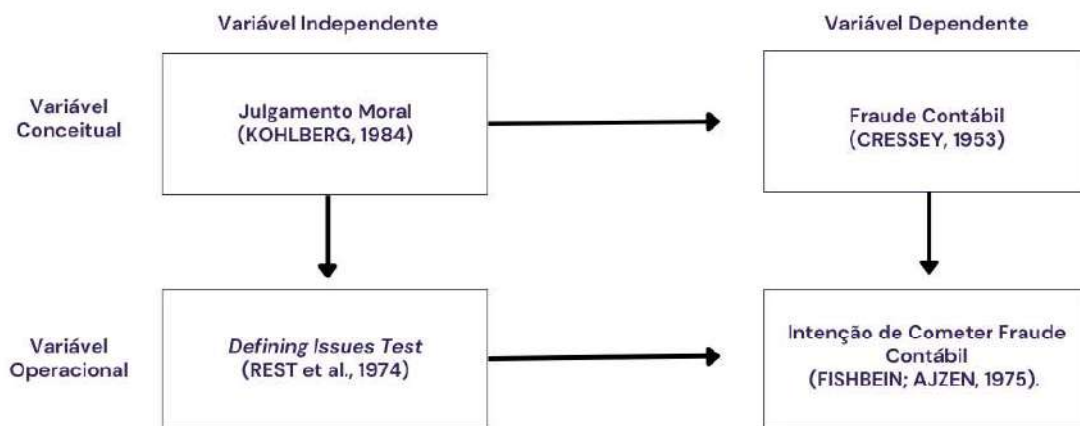 Variável Independente
Variável Dependente
Variável
Conceitual
Julgamento Moral
(KOHLBERG, 1984)
Fraude Contábil
(CRESSEY, 1953)
Variável
Operacional
Defining Issues Test
(REST et al., 1974)
Intenção de Cometer Fraude
Contábil
(FISHBEIN; AJZEN, 1975).